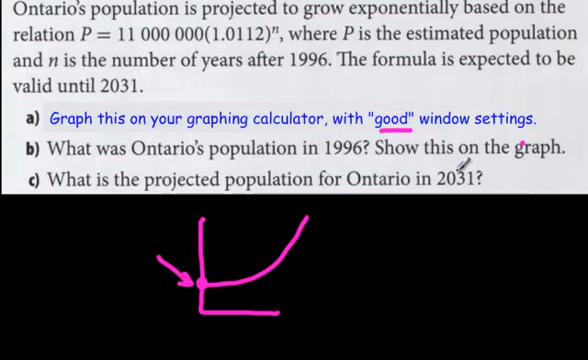 Ontario's population is projected to grow exponentially based on the
relation P = 11 000 000(1.0112)ⁿ, where P is the estimated population
and n is the number of years after 1996. The formula is expected to be
valid until 2031.
a) Graph this on your graphing calculator, with "good" window settings.
b) What was Ontario's population in 1996? Show this on the graph.
c) What is the projected population for Ontario in 2031?